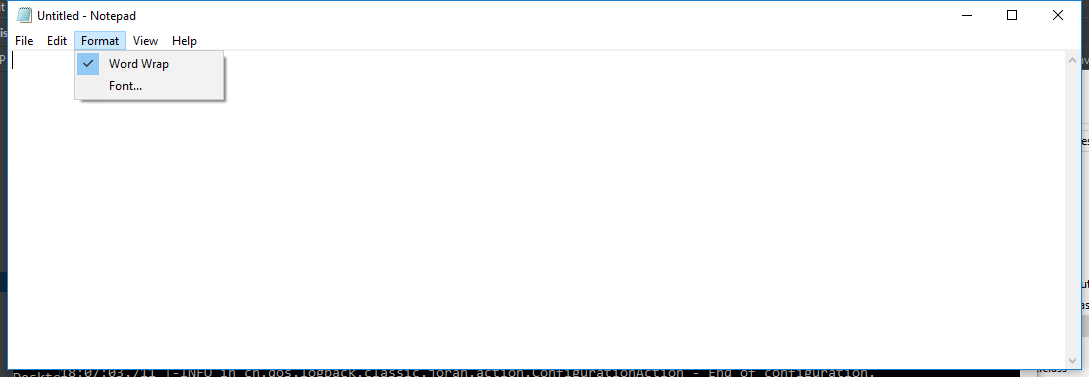 Untitled - Notepad
File Edit Format View Help
Word Wrap
Font...
18:07:03,711 |-INFO in ch.qos.logback.classic.joran.action.ConfigurationAction - End of configuration.